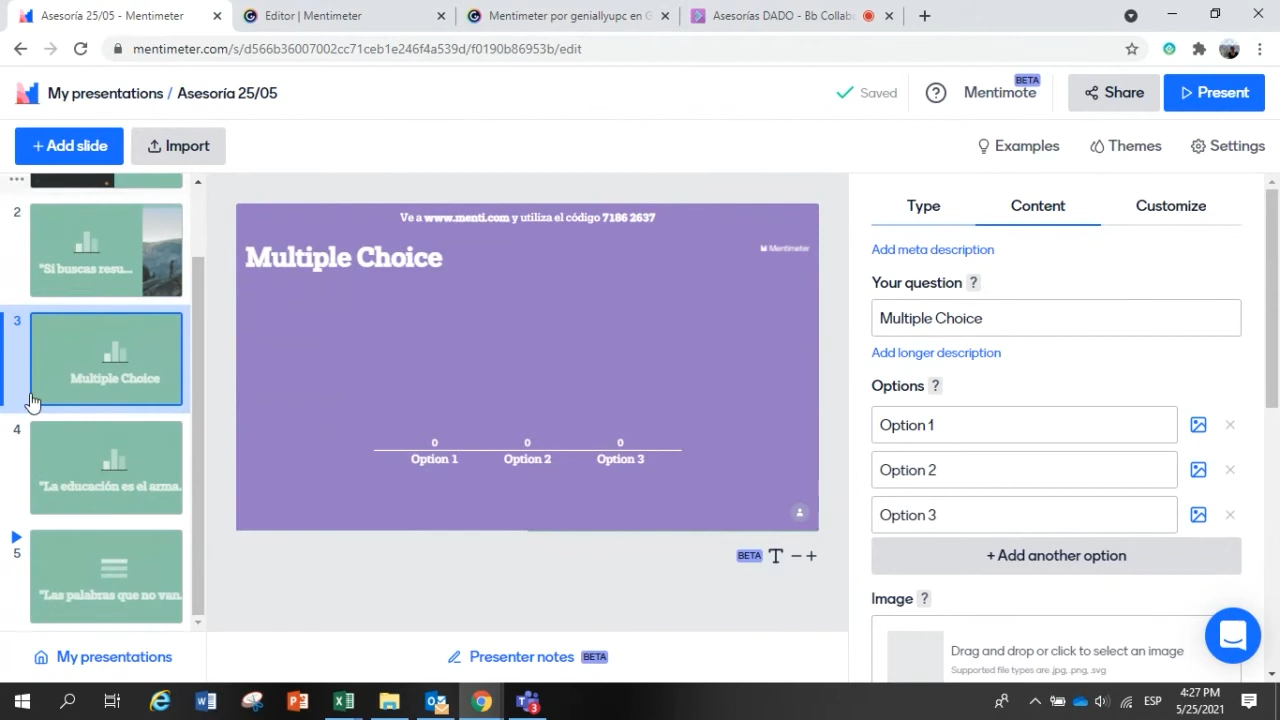 Asesoría 25/05 - Mentimeter
Editor | Mentimeter
Mentimeter por geniallyupc en G
Asesorías DADO - Bb Collab
mentimeter.com/s/d566b36007002cc71ceb1e246f4a539d/f0190b86953b/edit
My presentations / Asesoría 25/05
Saved
?
Mentimote
BETA
Share
Present
+ Add slide
Import
Examples
Themes
Settings
2
"Si buscas resu...
3
Multiple Choice
4
"La educación es el arma.
5
"Las palabras que no van.
My presentations
Ve a www.menti.com y utiliza el código 7186 2637
Multiple Choice
Mentimeter
0 0 0
Option 1 Option 2 Option 3
BETA T − +
Presenter notes BETA
Type Content Customize
Add meta description
Your question ?
Multiple Choice
Add longer description
Options ?
Option 1
Option 2
Option 3
+ Add another option
Image ?
Drag and drop or click to select an image
Supported file types are .jpg, .png, .svg
ESP
4:27 PM
5/25/2021